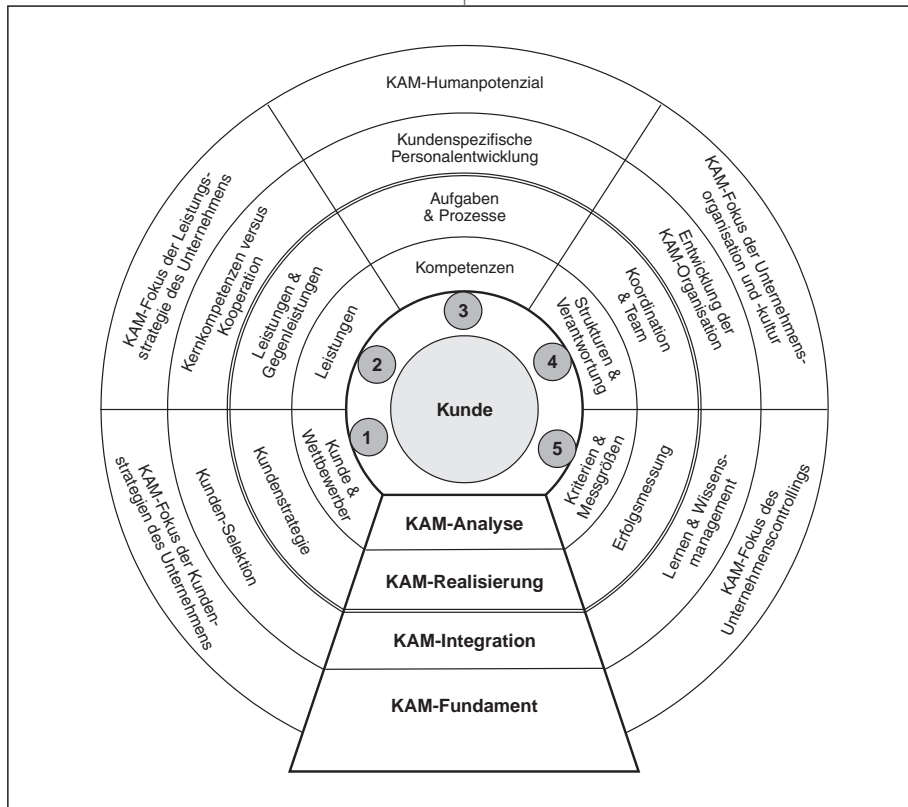 KAM-Humanpotenzial
Kundenspezifische
Personalentwicklung
Aufgaben
& Prozesse
Kompetenzen
KAM-Fokus der Leistungs-
strategie des Unternehmens
Kernkompetenzen versus
Kooperation
Leistungen &
Gegenleistungen
Leistungen
Strukturen &
Verantwortung
Koordination
& Team
Entwicklung der
KAM-Organisation
KAM-Fokus der Unternehmens-
organisation und -kultur
3
2
4
Kunde
1
5
KAM-Fokus der Kunden-
strategien des Unternehmens
Kunden-Selektion
Kundenstrategie
Kunde &
Wettbewerber
Kriterien &
Messgrößen
Erfolgsmessung
Lernen & Wissens-
management
KAM-Fokus des
Unternehmenscontrollings
KAM-Analyse
KAM-Realisierung
KAM-Integration
KAM-Fundament